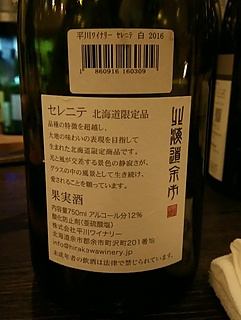 平川ワイナリー セレニテ 白 2016
1 860916 160309
セレニテ 北海道限定品
品種の特徴を超越し、
大地の味わいの表現を目指して
生まれた北海道限定商品です。
光と風が交差する景色の静寂さが、
グラスの中の風景として生き続け、
愛されることを願っています。
果実酒
内容量750ml アルコール分12%
酸化防止剤(亜硫酸塩)
株式会社平川ワイナリー
北海道余市郡余市町沢町201番地
info@hirakawawinery.jp
未成年者の飲酒は法律で禁じられています。
北海道余市